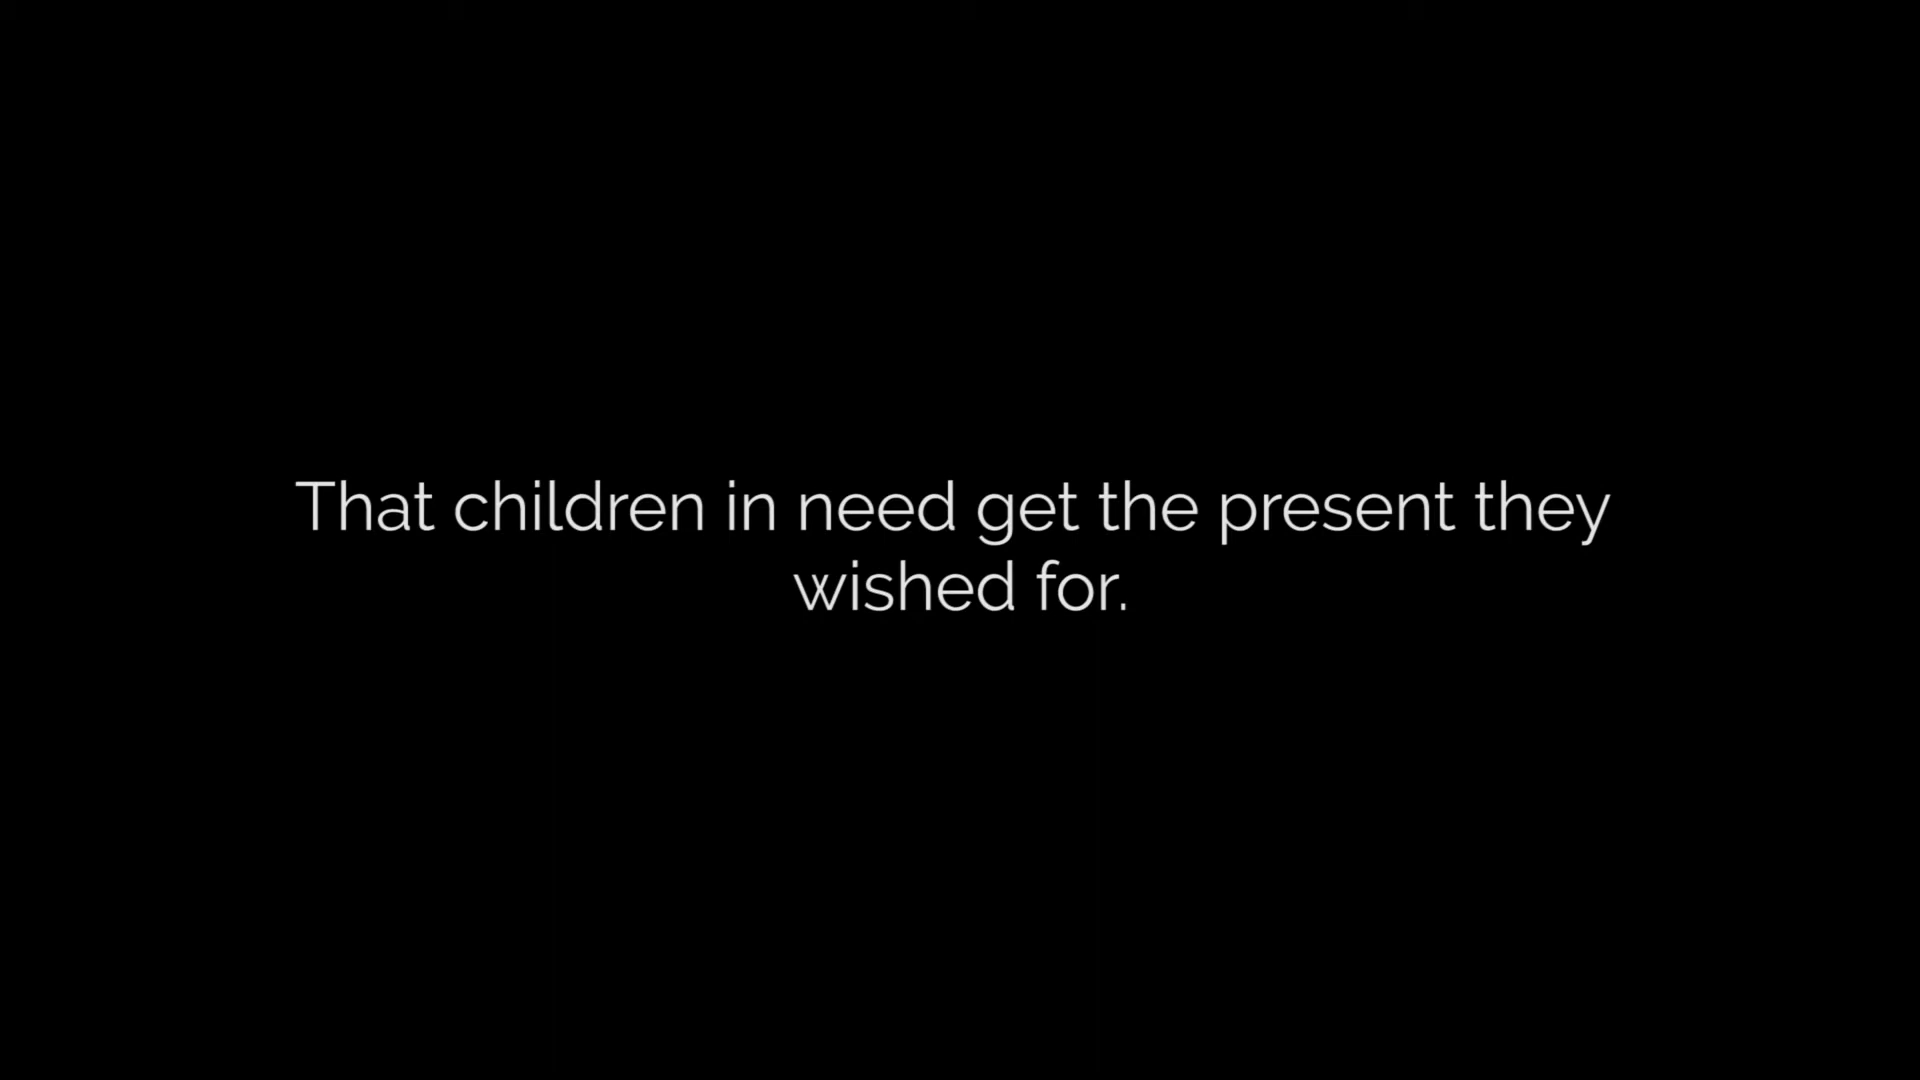 That children in need get the present they
wished for.